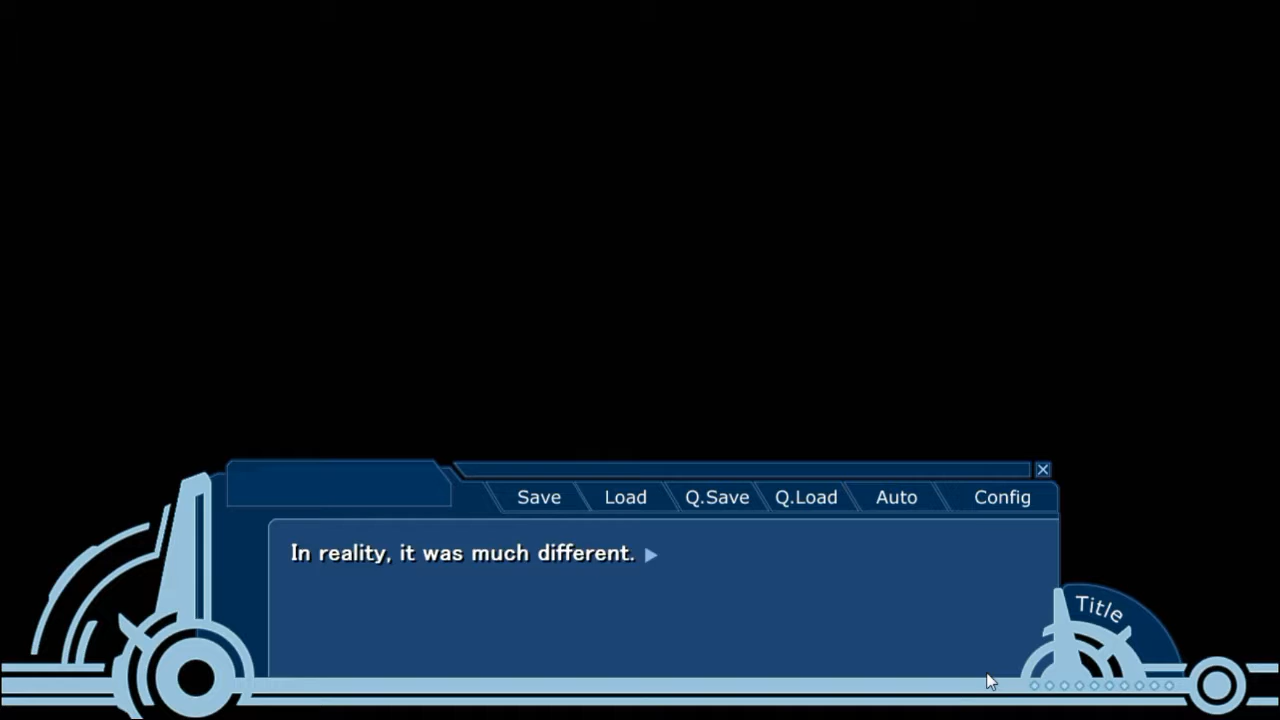 Save Load Q.Save Q.Load Auto Config
In reality, it was much different.
Title